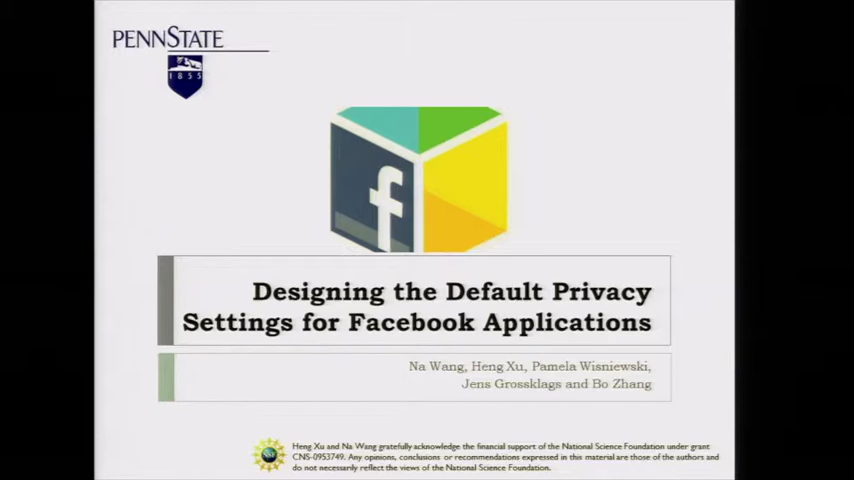 PENNSTATE
1855
f
Designing the Default Privacy
Settings for Facebook Applications
Na Wang, Heng Xu, Pamela Wisniewski,
Jens Grossklags and Bo Zhang
Heng Xu and Na Wang gratefully acknowledge the financial support of the National Science Foundation under grant
CNS-0953749. Any opinions, conclusions or recommendations expressed in this material are those of the authors and
do not necessarily reflect the views of the National Science Foundation.